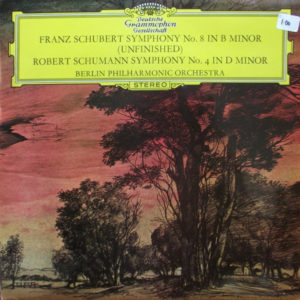 Deutsche
Grammophon
Gesellschaft
FRANZ SCHUBERT SYMPHONY No. 8 IN B MINOR
(UNFINISHED)
ROBERT SCHUMANN SYMPHONY No. 4 IN D MINOR
BERLIN PHILHARMONIC ORCHESTRA
STEREO